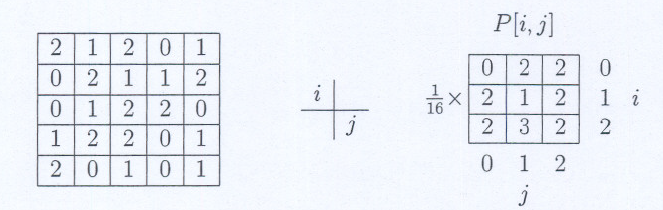 P[i, j]
2 1 2 0 1
0 2 1 1 2
0 1 2 2 0
1 2 2 0 1
2 0 1 0 1
i
j
1/16 ×
0 2 2 0
2 1 2 1 i
2 3 2 2
0 1 2
j